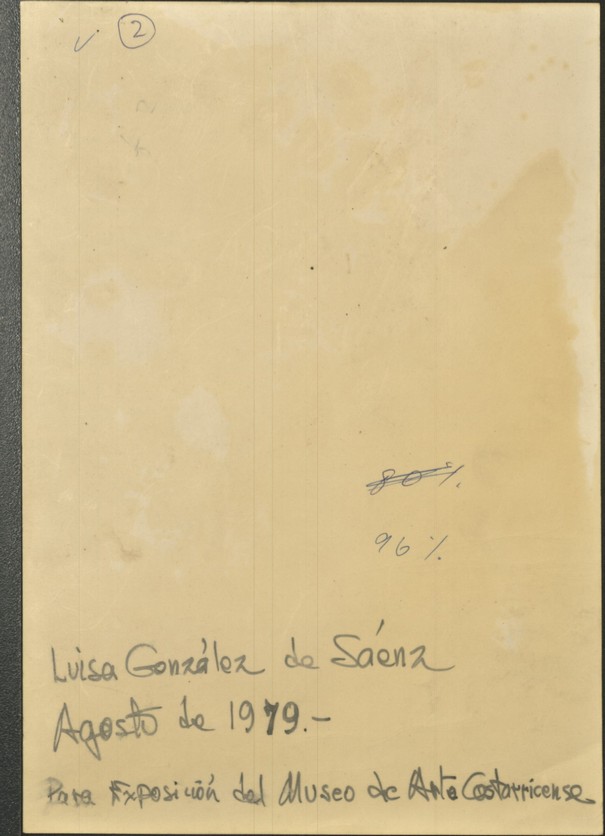 ✓ 2
80%
96%
Luisa González de Sáenz
Agosto de 1979.-
Para Exposición del Museo de Arte Costarricense